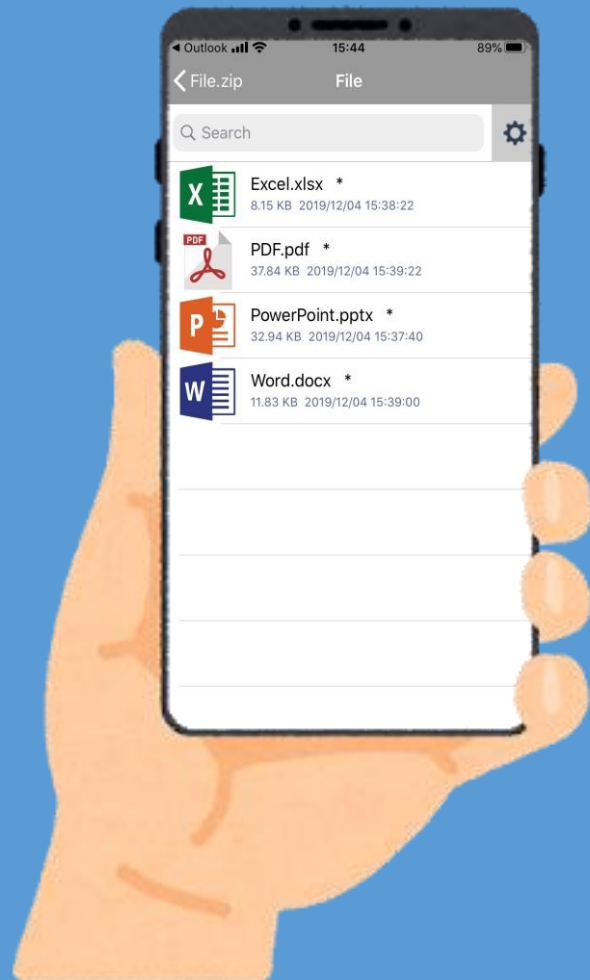 ◀ Outlook 15:44 89%
File.zip File
Search
X Excel.xlsx *
8.15 KB 2019/12/04 15:38:22
PDF PDF.pdf *
37.84 KB 2019/12/04 15:39:22
P PowerPoint.pptx *
32.94 KB 2019/12/04 15:37:40
W Word.docx *
11.83 KB 2019/12/04 15:39:00